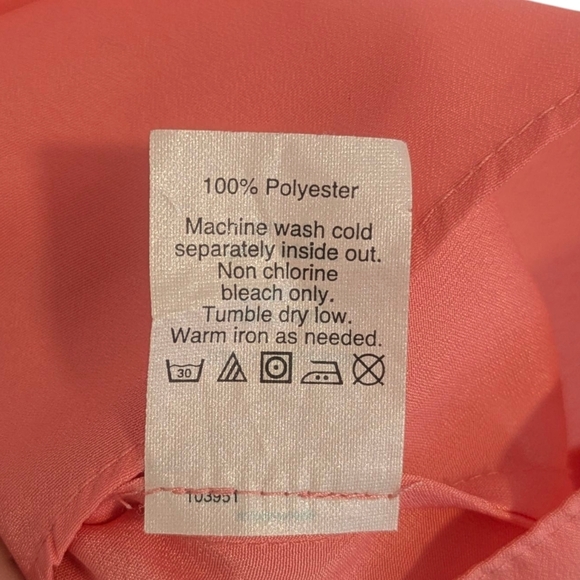 100% Polyester
Machine wash cold
separately inside out.
Non chlorine
bleach only.
Tumble dry low.
Warm iron as needed.
30
103951